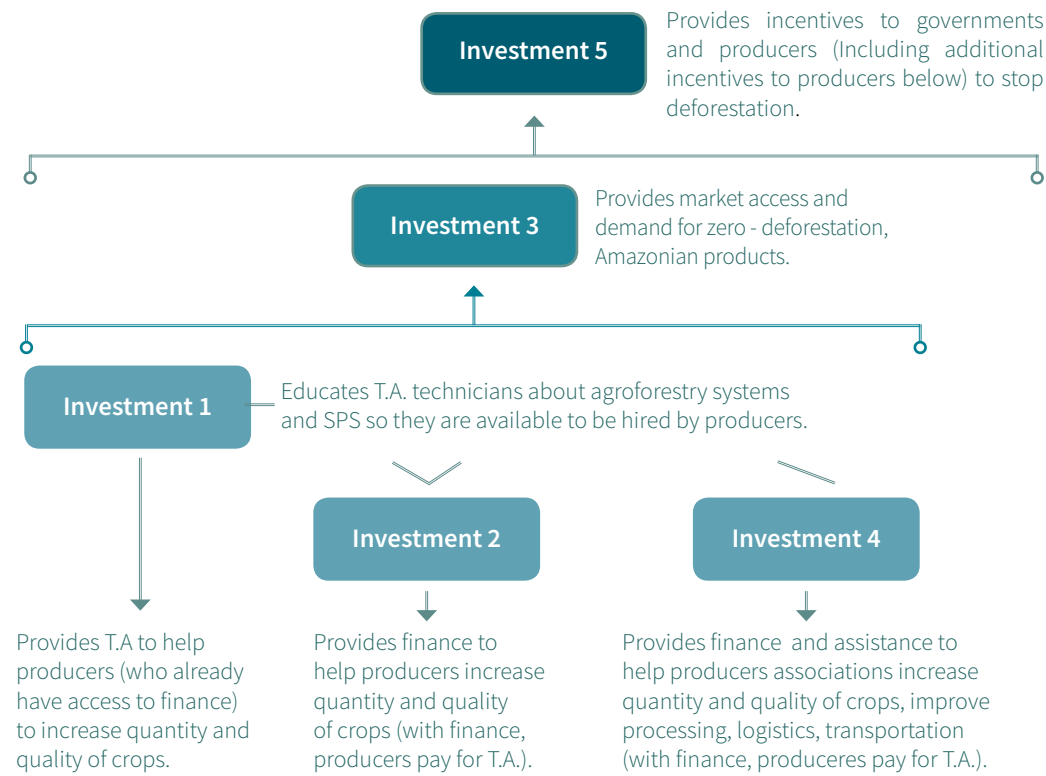 Investment 5
Provides incentives to governments
and producers (Including additional
incentives to producers below) to stop
deforestation.
Investment 3
Provides market access and
demand for zero - deforestation,
Amazonian products.
Investment 1
Educates T.A. technicians about agroforestry systems
and SPS so they are available to be hired by producers.
Investment 2
Investment 4
Provides T.A to help
producers (who already
have access to finance)
to increase quantity and
quality of crops.
Provides finance to
help producers increase
quantity and quality
of crops (with finance,
producers pay for T.A.).
Provides finance and assistance to
help producers associations increase
quantity and quality of crops, improve
processing, logistics, transportation
(with finance, produceres pay for T.A.).